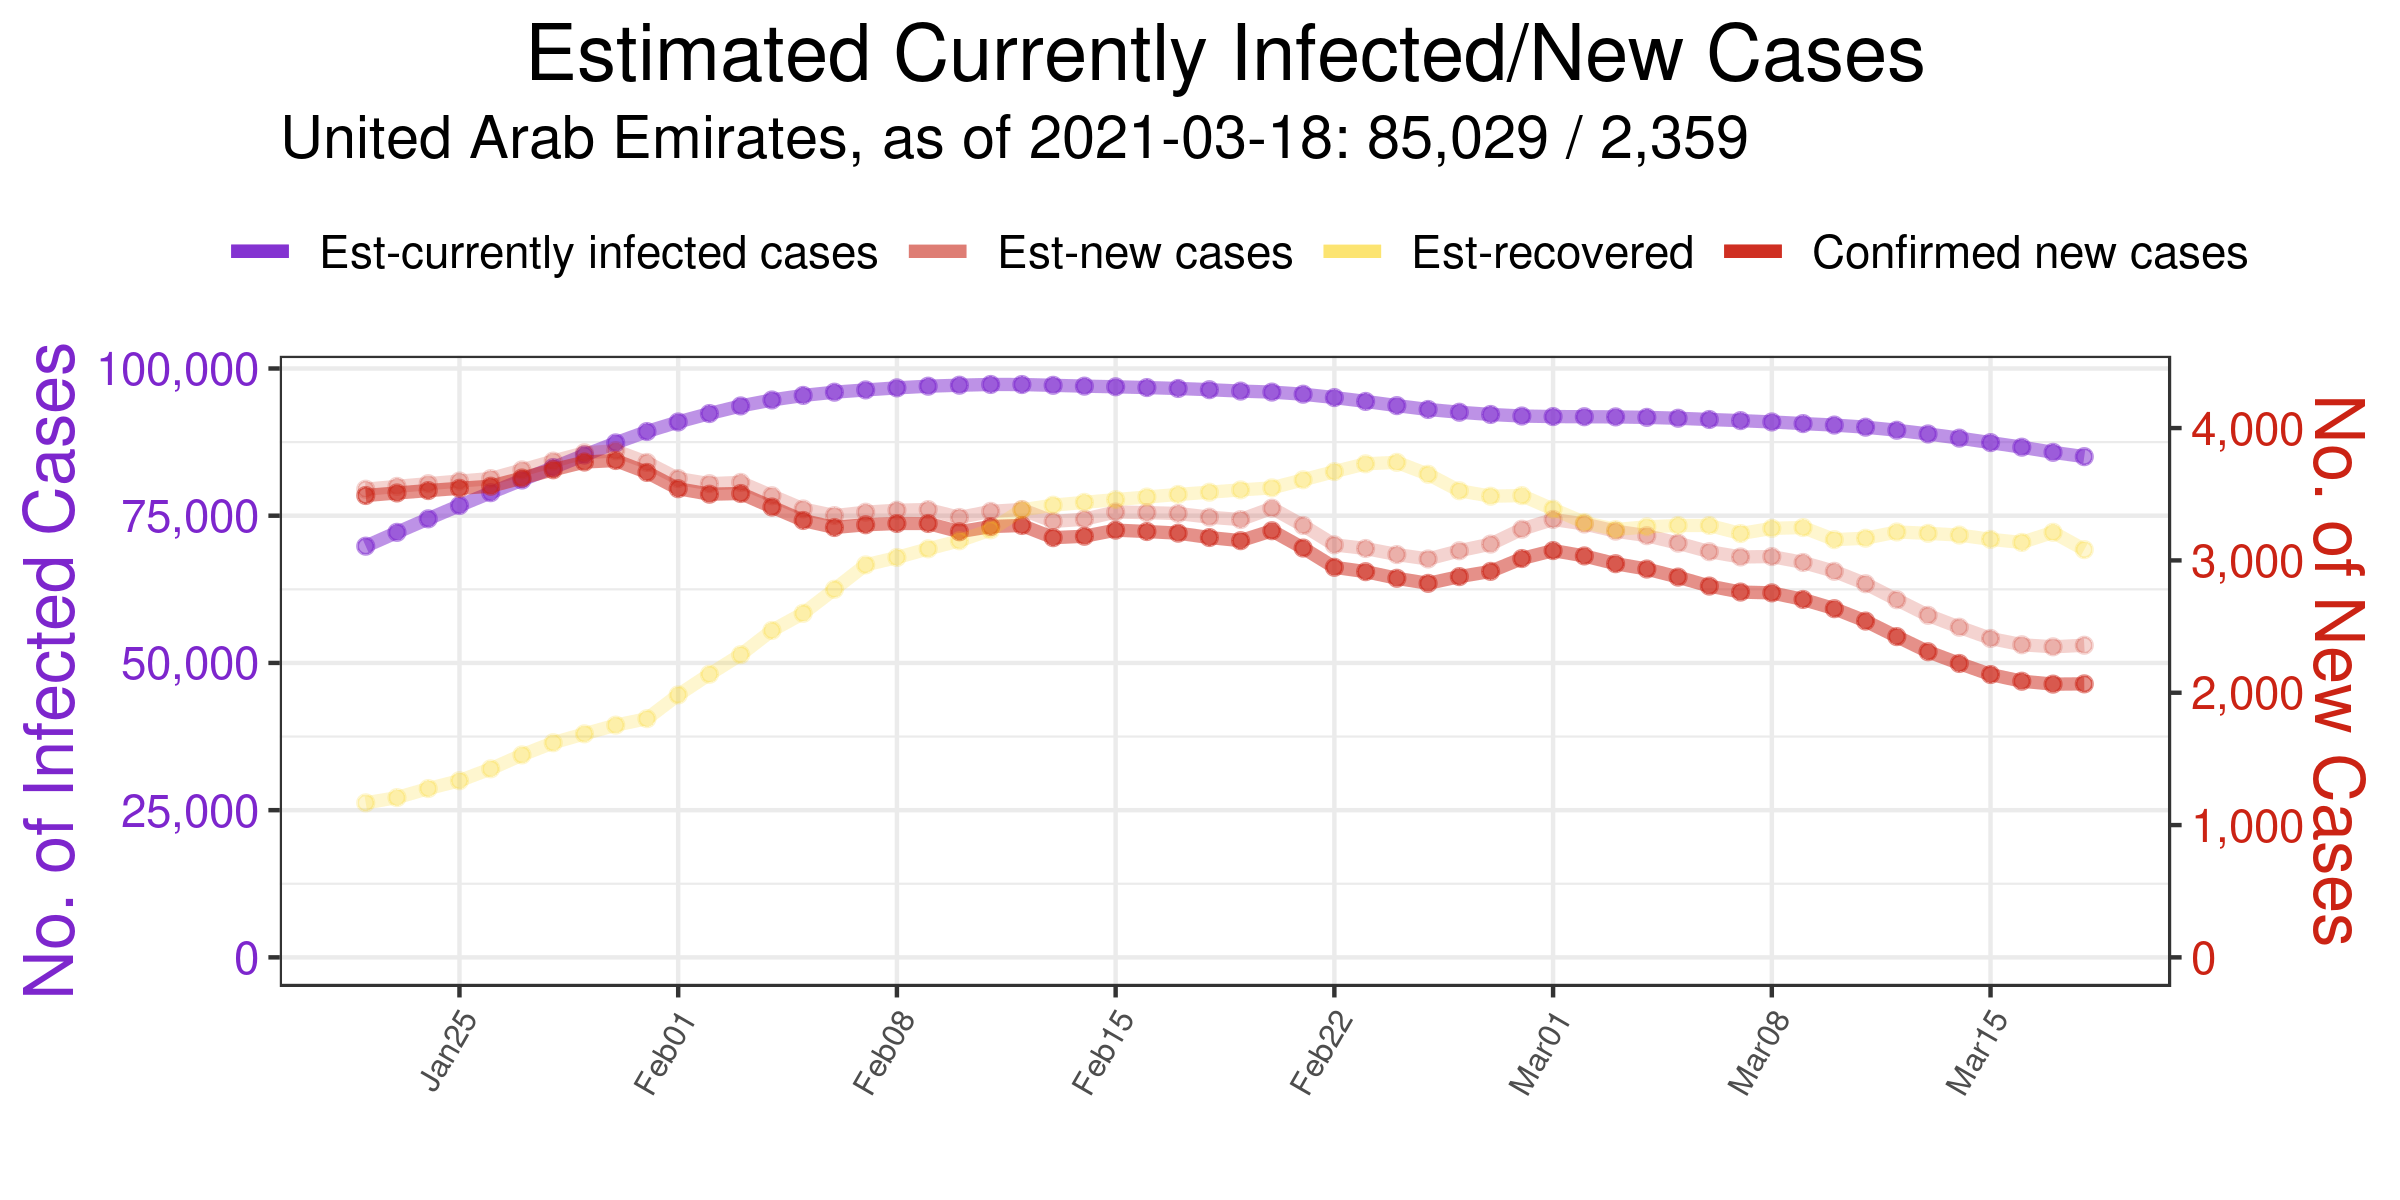 Estimated Currently Infected/New Cases
United Arab Emirates, as of 2021-03-18: 85,029 / 2,359
Est-currently infected cases Est-new cases Est-recovered Confirmed new cases
No. of Infected Cases
100,000
75,000
50,000
25,000
0
4,000
3,000
2,000
1,000
0
No. of New Cases
Jan25 Feb01 Feb08 Feb15 Feb22 Mar01 Mar08 Mar15